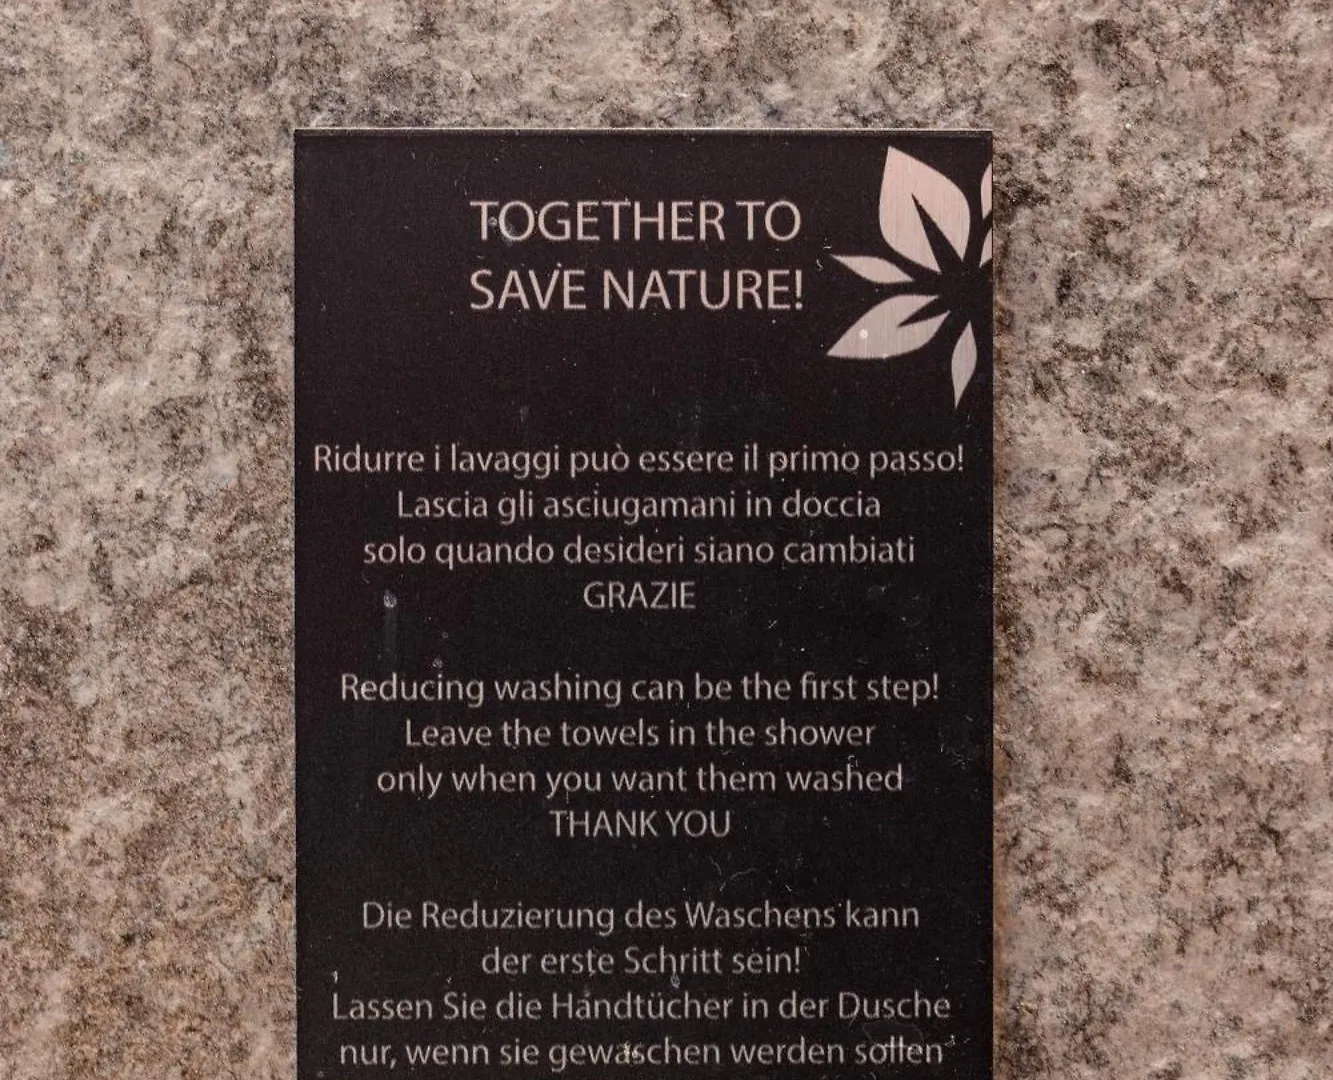 TOGETHER TO
SAVE NATURE!
Ridurre i lavaggi può essere il primo passo!
Lascia gli asciugamani in doccia
solo quando desideri siano cambiati
GRAZIE
Reducing washing can be the first step!
Leave the towels in the shower
only when you want them washed
THANK YOU
Die Reduzierung des Waschens kann
der erste Schritt sein!
Lassen Sie die Handtücher in der Dusche
nur, wenn sie gewaschen werden sollen